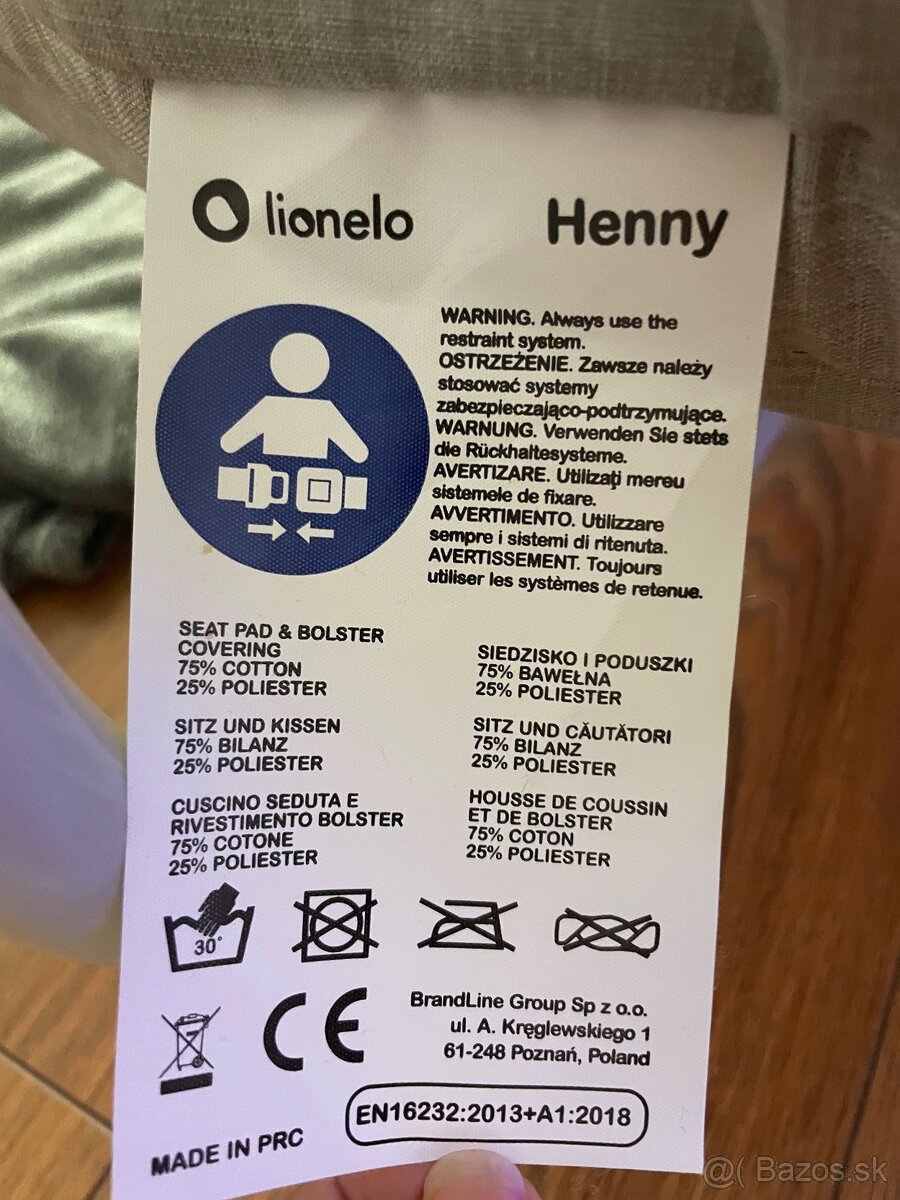 lionelo
Henny
WARNING. Always use the
restraint system.
OSTRZEŻENIE. Zawsze należy
stosować systemy
zabezpieczająco-podtrzymujące.
WARNUNG. Verwenden Sie stets
die Rückhaltesysteme.
AVERTIZARE. Utilizaţi mereu
sistemele de fixare.
AVVERTIMENTO. Utilizzare
sempre i sistemi di ritenuta.
AVERTISSEMENT. Toujours
utiliser les systèmes de retenue.
SEAT PAD & BOLSTER
COVERING
75% COTTON
25% POLIESTER
SIEDZISKO I PODUSZKI
75% BAWEŁNA
25% POLIESTER
SITZ UND KISSEN
75% BILANZ
25% POLIESTER
SITZ UND CĂUTĂTORI
75% BILANZ
25% POLIESTER
CUSCINO SEDUTA E
RIVESTIMENTO BOLSTER
75% COTONE
25% POLIESTER
HOUSSE DE COUSSIN
ET DE BOLSTER
75% COTON
25% POLIESTER
30°
CE
BrandLine Group Sp z o.o.
ul. A. Kręglewskiego 1
61-248 Poznań, Poland
EN16232:2013+A1:2018
MADE IN PRC
@( Bazos.sk